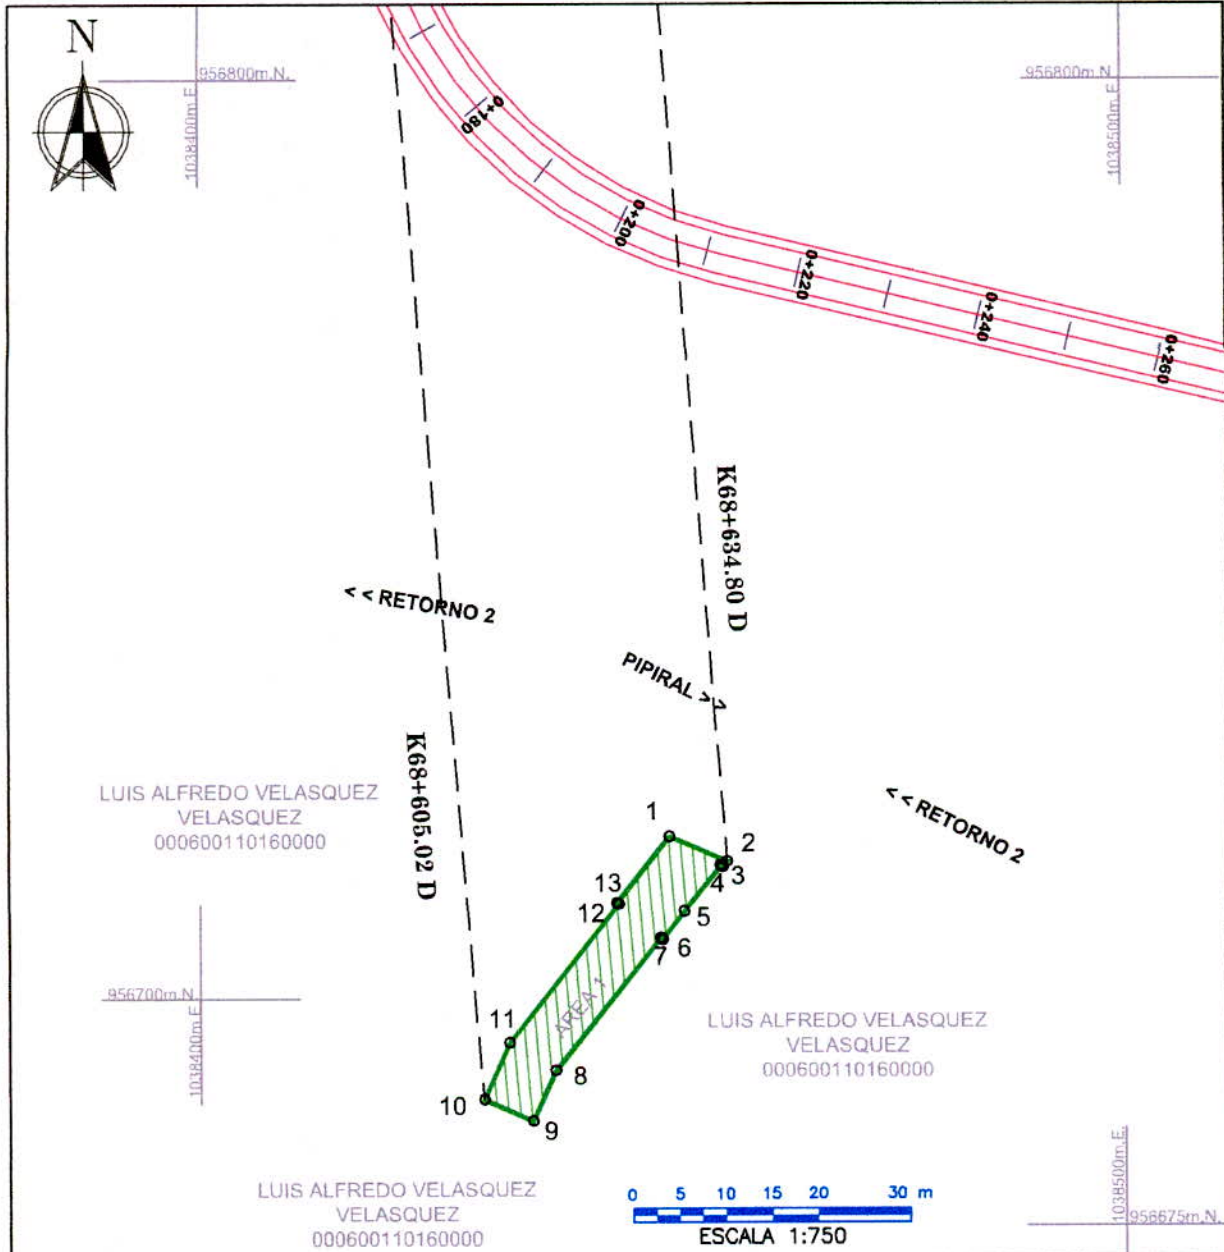 N
956800m.N.
1038400m.E.
956800m.N.
1038500m.E.
0+180
0+200
0+220
0+240
0+260
K68+634.80 D
<< RETORNO 2
PIPIRAL >>
K68+605.02 D
<< RETORNO 2
LUIS ALFREDO VELASQUEZ
VELASQUEZ
000600110160000
1
2
3
4
13
12
5
6
7
AREA 1
956700m.N.
1038400m.E.
11
8
10
9
LUIS ALFREDO VELASQUEZ
VELASQUEZ
000600110160000
LUIS ALFREDO VELASQUEZ
VELASQUEZ
000600110160000
0 5 10 15 20 30 m
ESCALA 1:750
1038500m.E.
956675m.N.